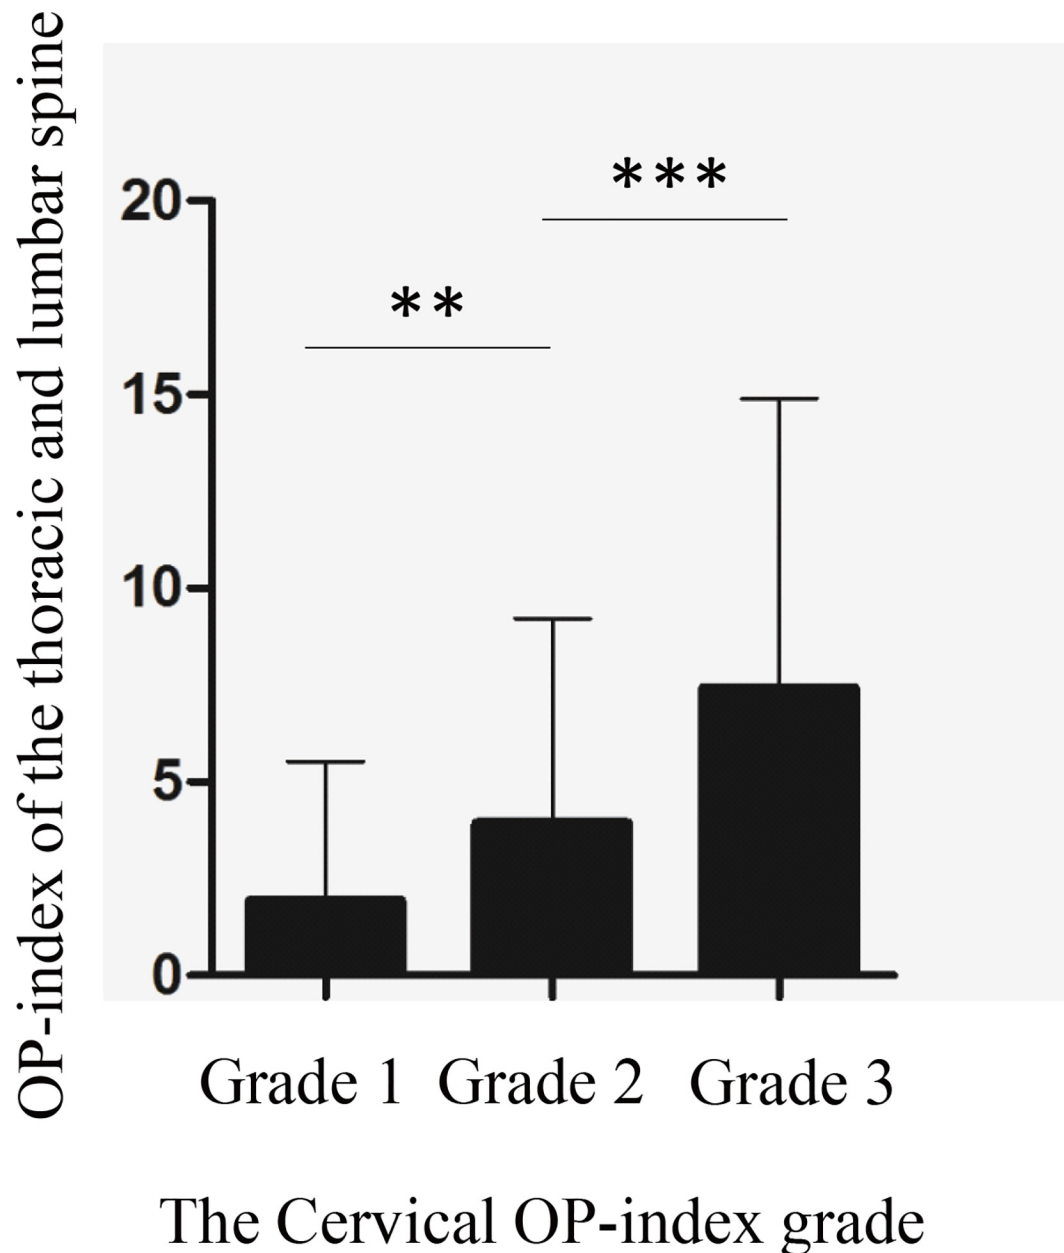 OP-index of the thoracic and lumbar spine
***
20
**
15
10
5
0
Grade 1 Grade 2 Grade 3
The Cervical OP-index grade